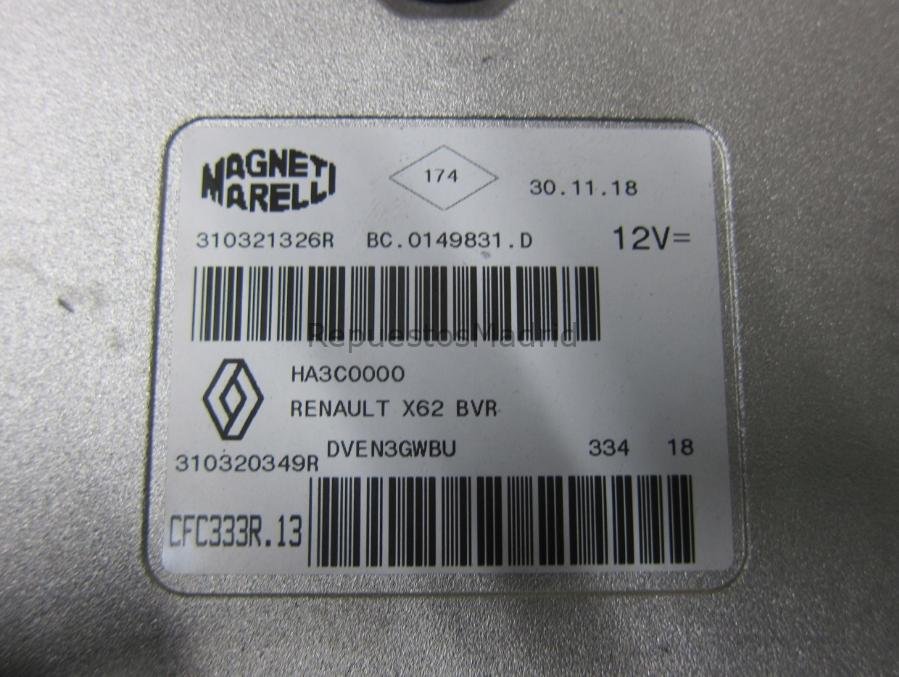 MAGNETI
MARELLI
174
30.11.18
310321326R BC.0149831.D 12V=
RepuestosMadrid
HA3C0000
RENAULT X62 BVR
DVEN3GWBU 334 18
310320349R
CFC333R.13